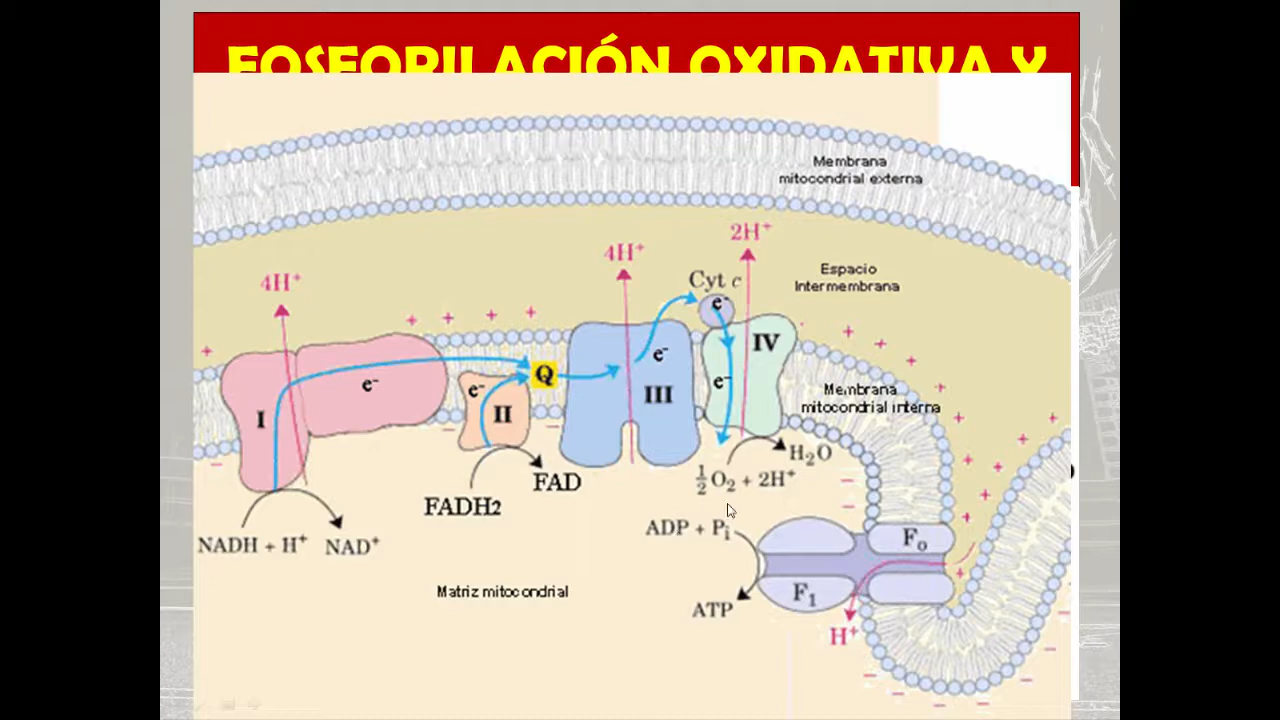 FOSFORILACIÓN OXIDATIVA Y
Membrana
mitocondrial externa
2H⁺
4H⁺
Cyt c
Espacio
Intermembrana
4H⁺
e⁻
IV
e⁻
Q
e⁻
e⁻
e⁻
III
Membrana
mitocondrial interna
I
II
H₂O
FAD
½ O₂ + 2H⁺
FADH2
ADP + Pᵢ
NADH + H⁺
NAD⁺
F₀
Matriz mitocondrial
F₁
ATP
H⁺